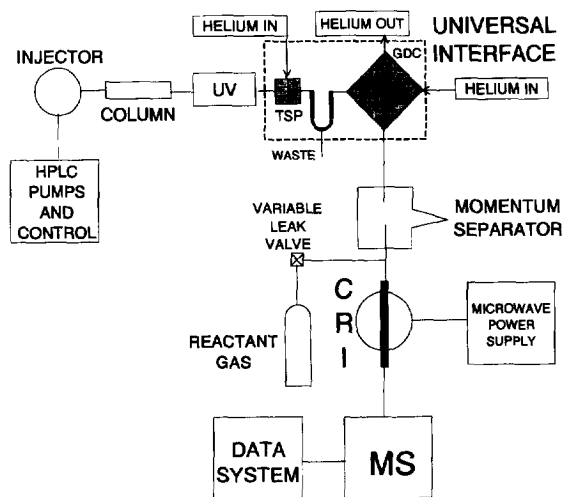 HELIUM IN
HELIUM OUT
UNIVERSAL
INTERFACE
INJECTOR
GDC
UV
TSP
HELIUM IN
COLUMN
WASTE
HPLC
PUMPS
AND
CONTROL
VARIABLE
LEAK
VALVE
MOMENTUM
SEPARATOR
C
R
I
MICROWAVE
POWER
SUPPLY
REACTANT
GAS
DATA
SYSTEM
MS